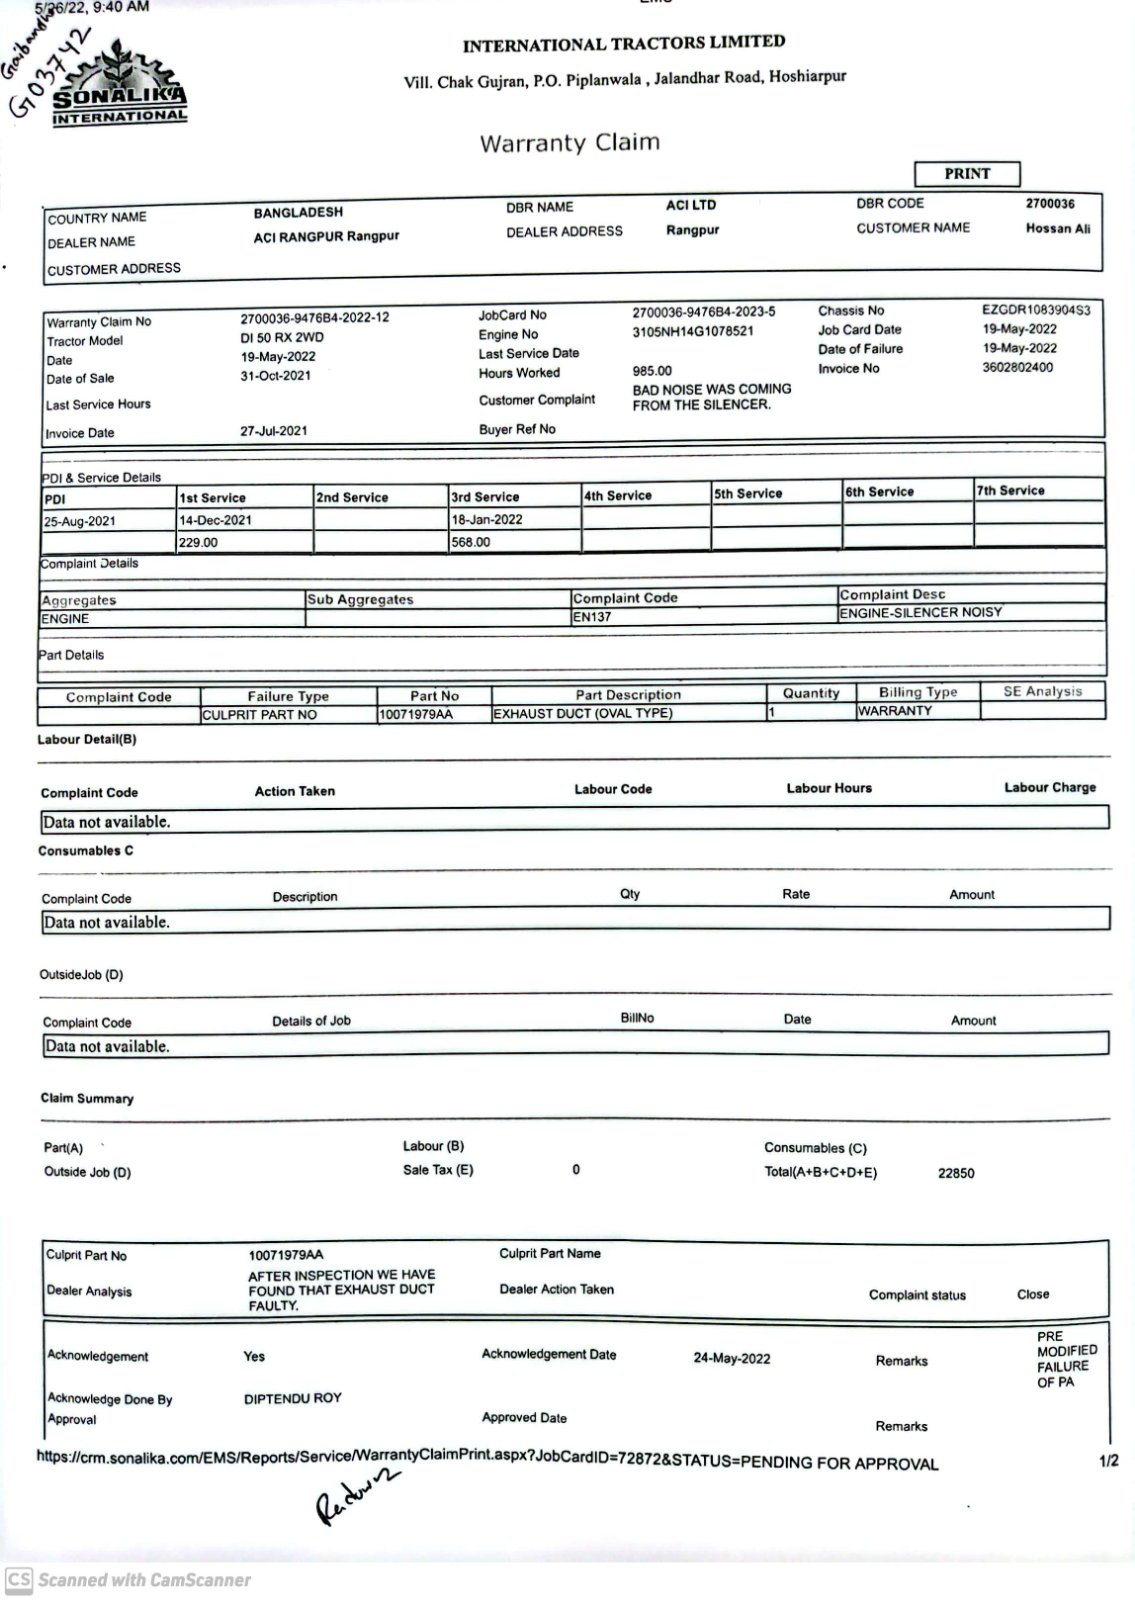 5/26/22, 9:40 AM
G03742
SONALIKA
INTERNATIONAL
INTERNATIONAL TRACTORS LIMITED
Vill. Chak Gujran, P.O. Piplanwala , Jalandhar Road, Hoshiarpur
Warranty Claim
PRINT
COUNTRY NAME BANGLADESH DBR NAME ACI LTD DBR CODE 2700036
DEALER NAME ACI RANGPUR Rangpur DEALER ADDRESS Rangpur CUSTOMER NAME Hossan Ali
CUSTOMER ADDRESS
Warranty Claim No 2700036-9476B4-2022-12 JobCard No 2700036-9476B4-2023-5 Chassis No EZGDR1083904S3
Tractor Model DI 50 RX 2WD Engine No 3105NH14G1078521 Job Card Date 19-May-2022
Date 19-May-2022 Last Service Date Date of Failure 19-May-2022
Date of Sale 31-Oct-2021 Hours Worked 985.00 Invoice No 3602802400
Last Service Hours Customer Complaint BAD NOISE WAS COMING
FROM THE SILENCER.
Invoice Date 27-Jul-2021 Buyer Ref No
PDI & Service Details
PDI 1st Service 2nd Service 3rd Service 4th Service 5th Service 6th Service 7th Service
25-Aug-2021 14-Dec-2021 18-Jan-2022
229.00 568.00
Complaint Details
Aggregates Sub Aggregates Complaint Code Complaint Desc
ENGINE EN137 ENGINE-SILENCER NOISY
Part Details
Complaint Code Failure Type Part No Part Description Quantity Billing Type SE Analysis
CULPRIT PART NO 10071979AA EXHAUST DUCT (OVAL TYPE) 1 WARRANTY
Labour Detail(B)
Complaint Code Action Taken Labour Code Labour Hours Labour Charge
Data not available.
Consumables C
Complaint Code Description Qty Rate Amount
Data not available.
OutsideJob (D)
Complaint Code Details of Job BillNo Date Amount
Data not available.
Claim Summary
Part(A) Labour (B) Consumables (C)
Outside Job (D) Sale Tax (E) 0 Total(A+B+C+D+E) 22850
Culprit Part No 10071979AA Culprit Part Name
Dealer Analysis AFTER INSPECTION WE HAVE
FOUND THAT EXHAUST DUCT
FAULTY. Dealer Action Taken Complaint status Close
Acknowledgement Yes Acknowledgement Date 24-May-2022 Remarks PRE
MODIFIED
FAILURE
OF PA
Acknowledge Done By DIPTENDU ROY
Approval Approved Date Remarks
https://crm.sonalika.com/EMS/Reports/Service/WarrantyClaimPrint.aspx?JobCardID=72872&STATUS=PENDING FOR APPROVAL 1/2
CS Scanned with CamScanner